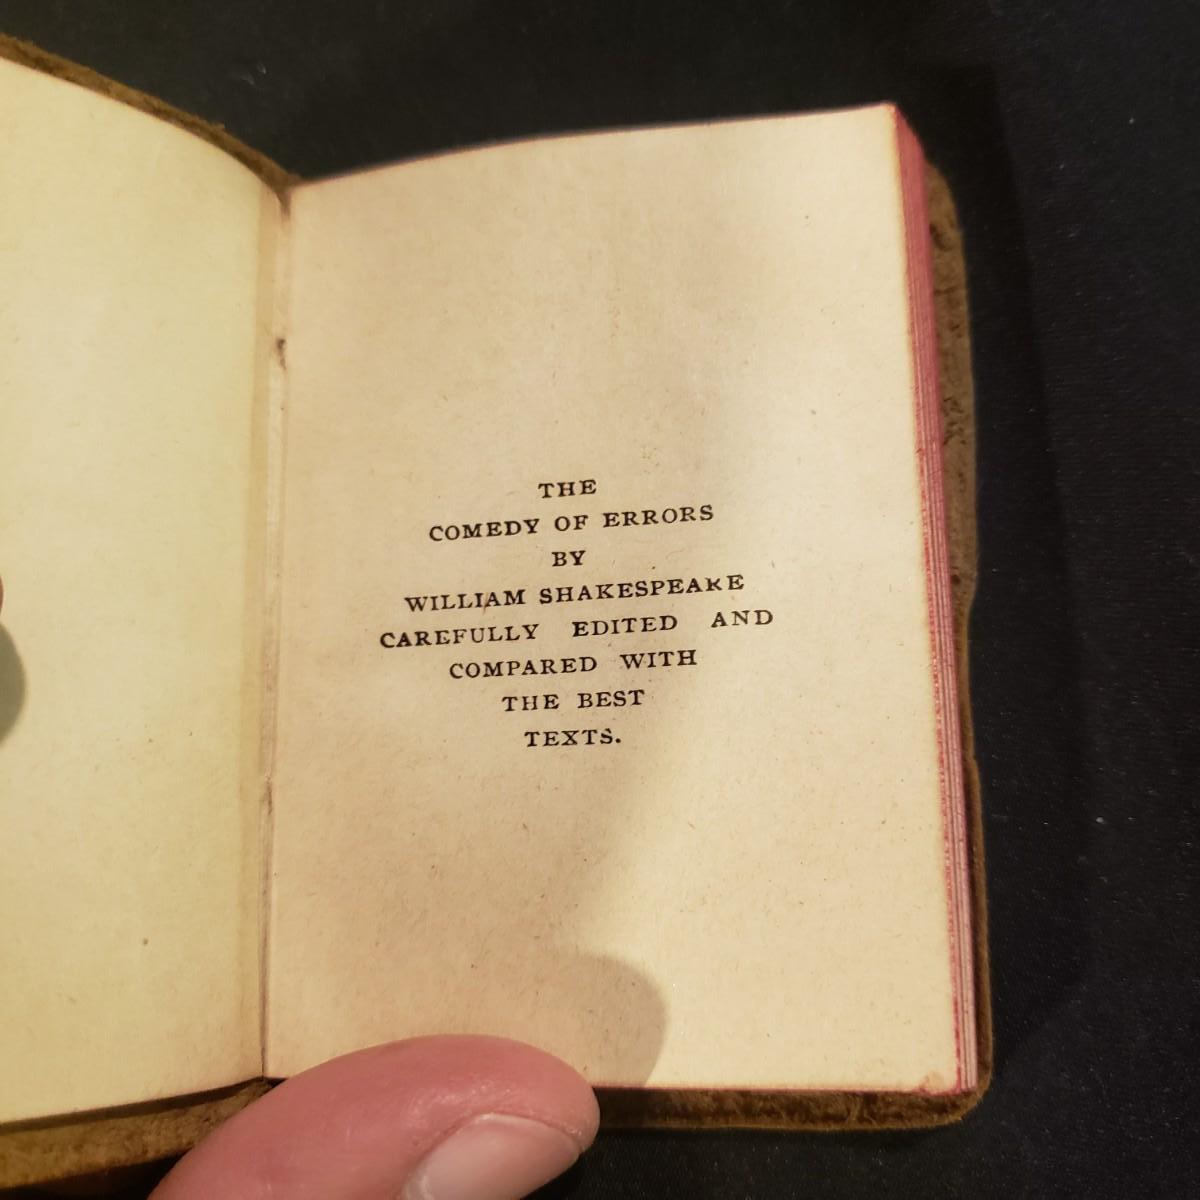 THE
COMEDY OF ERRORS
BY
WILLIAM SHAKESPEARE
CAREFULLY EDITED AND
COMPARED WITH
THE BEST
TEXTS.